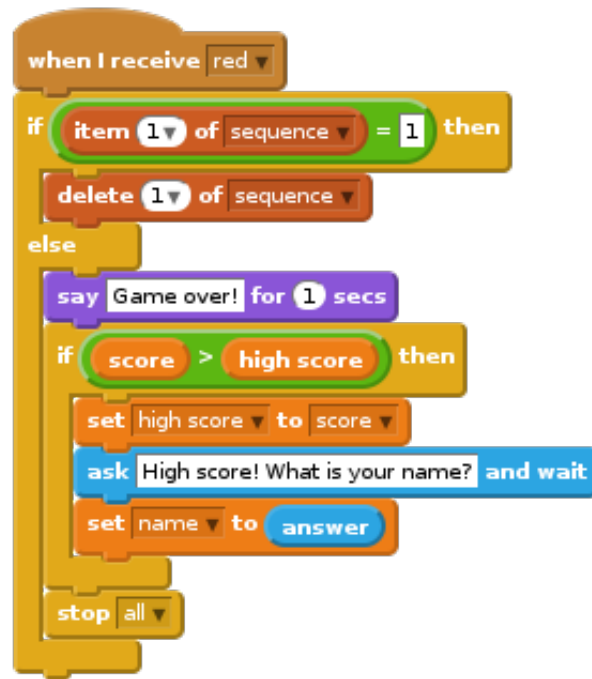 when I receive red
if item 1 of sequence = 1 then
delete 1 of sequence
else
say Game over! for 1 secs
if score > high score then
set high score to score
ask High score! What is your name? and wait
set name to answer
stop all